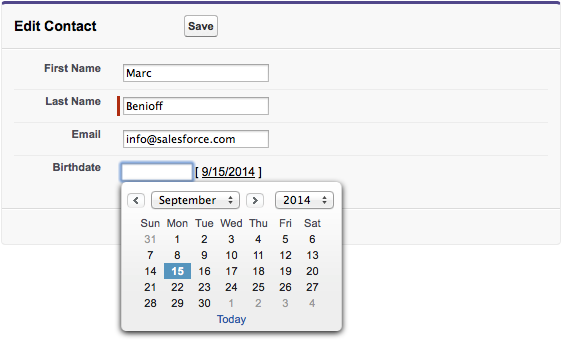 Edit Contact Save
First Name Marc
Last Name Benioff
Email info@salesforce.com
Birthdate [ 9/15/2014 ]
September 2014
Sun Mon Tue Wed Thu Fri Sat
31 1 2 3 4 5 6
7 8 9 10 11 12 13
14 15 16 17 18 19 20
21 22 23 24 25 26 27
28 29 30 1 2 3 4
Today